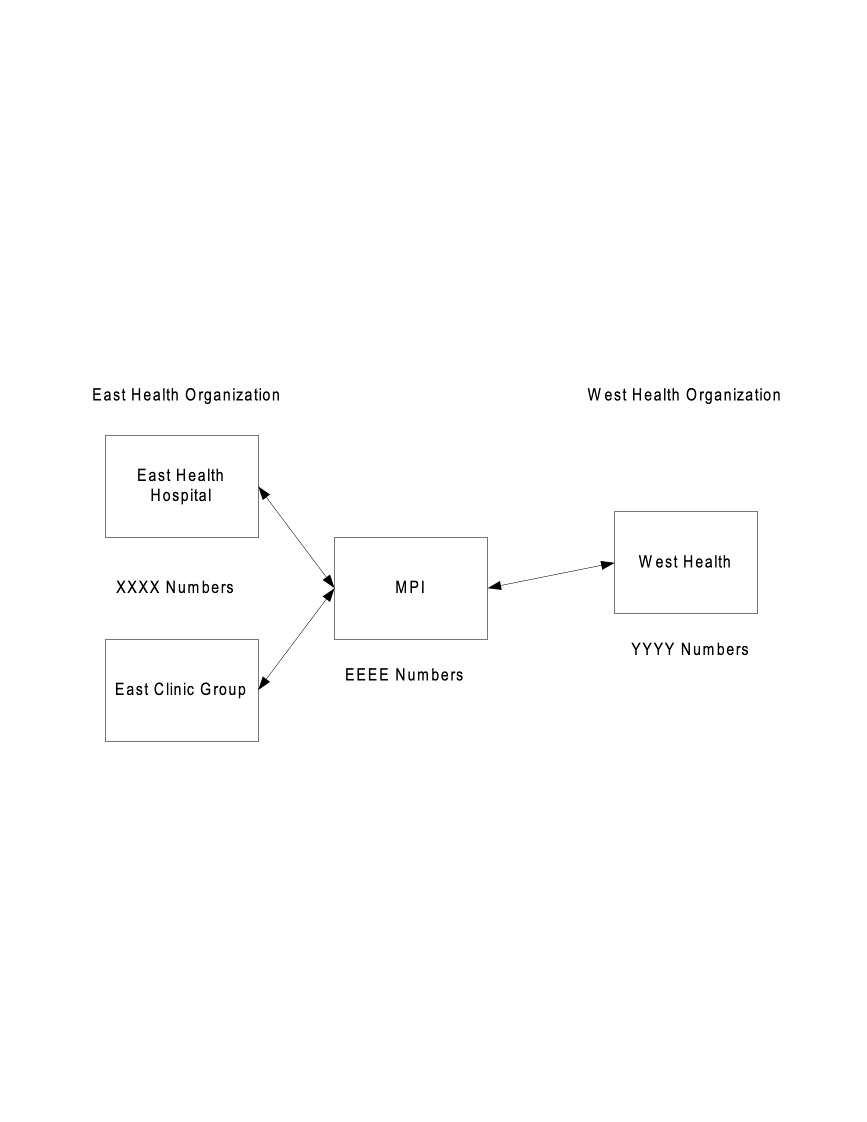 East Health Organization
West Health Organization
East Health
Hospital
West Health
XXXX Numbers
MPI
YYYY Numbers
EEEE Numbers
East Clinic Group